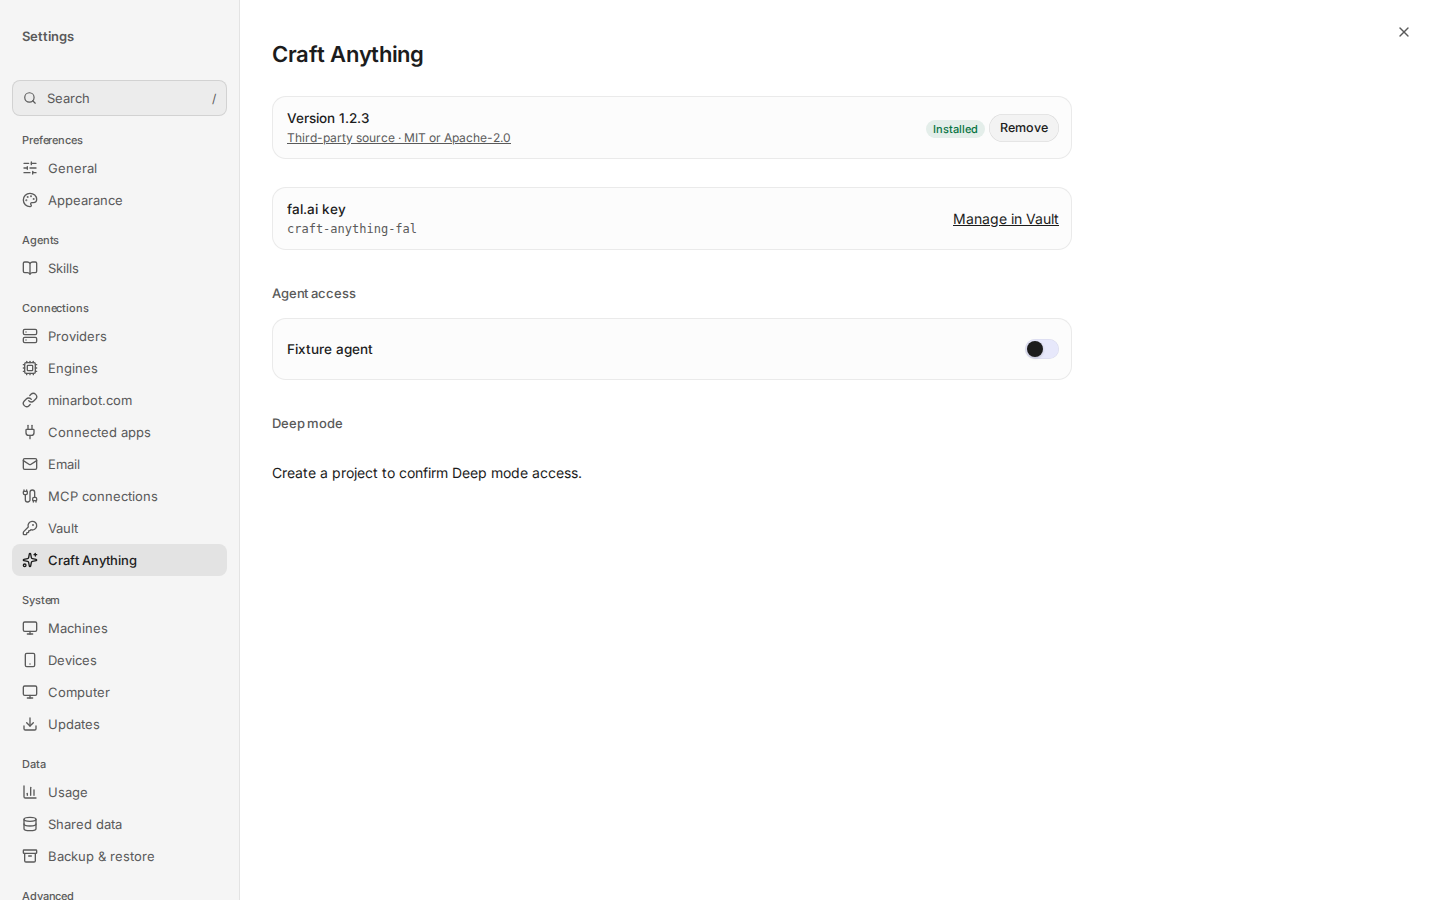 Settings
Search /
Preferences
General
Appearance
Agents
Skills
Connections
Providers
Engines
minarbot.com
Connected apps
Email
MCP connections
Vault
Craft Anything
System
Machines
Devices
Computer
Updates
Data
Usage
Shared data
Backup & restore
Advanced
Craft Anything
Version 1.2.3
Third-party source · MIT or Apache-2.0
Installed
Remove
fal.ai key
craft-anything-fal
Manage in Vault
Agent access
Fixture agent
Deep mode
Create a project to confirm Deep mode access.